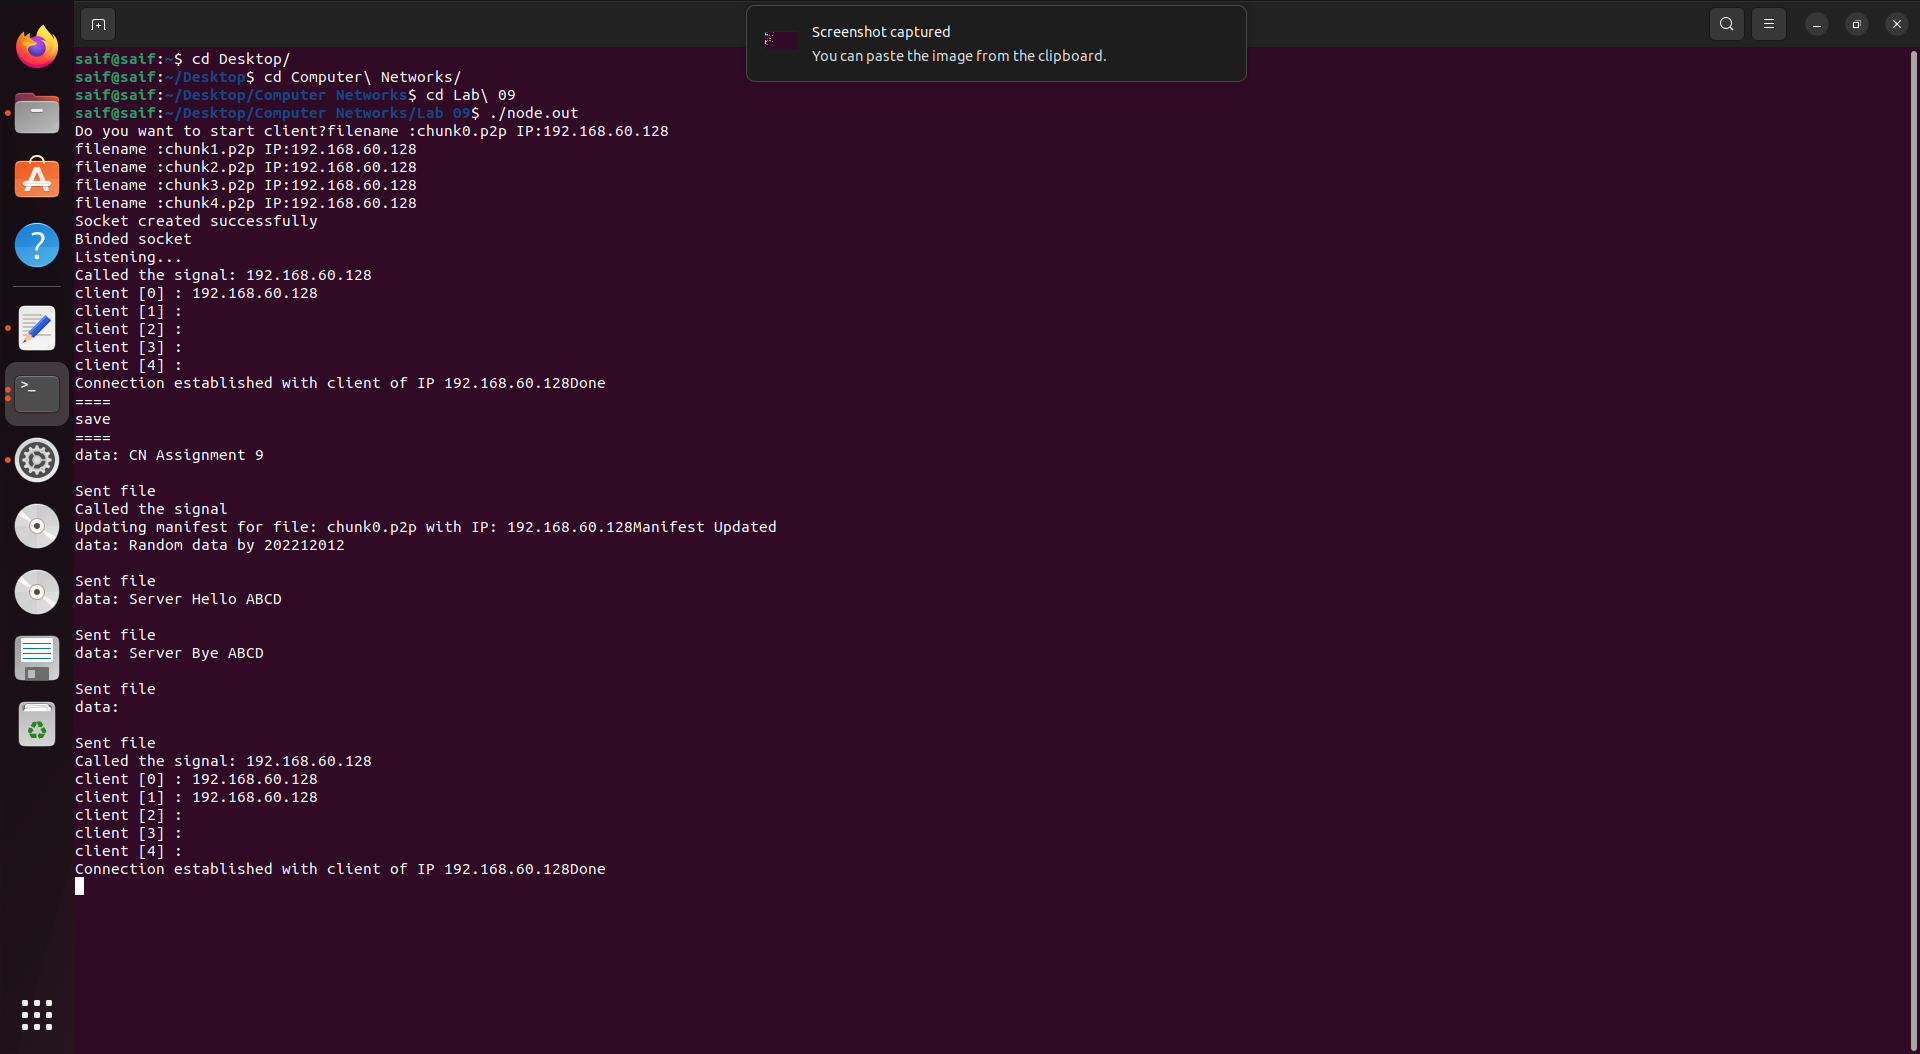 Screenshot captured
You can paste the image from the clipboard.
saif@saif:~$ cd Desktop/
saif@saif:~/Desktop$ cd Computer\ Networks/
saif@saif:~/Desktop/Computer Networks$ cd Lab\ 09
saif@saif:~/Desktop/Computer Networks/Lab 09$ ./node.out
Do you want to start client?filename :chunk0.p2p IP:192.168.60.128
filename :chunk1.p2p IP:192.168.60.128
filename :chunk2.p2p IP:192.168.60.128
filename :chunk3.p2p IP:192.168.60.128
filename :chunk4.p2p IP:192.168.60.128
Socket created successfully
Binded socket
Listening...
Called the signal: 192.168.60.128
client [0] : 192.168.60.128
client [1] :
client [2] :
client [3] :
client [4] :
Connection established with client of IP 192.168.60.128Done
====
save
====
data: CN Assignment 9
Sent file
Called the signal
Updating manifest for file: chunk0.p2p with IP: 192.168.60.128Manifest Updated
data: Random data by 202212012
Sent file
data: Server Hello ABCD
Sent file
data: Server Bye ABCD
Sent file
data:
Sent file
Called the signal: 192.168.60.128
client [0] : 192.168.60.128
client [1] : 192.168.60.128
client [2] :
client [3] :
client [4] :
Connection established with client of IP 192.168.60.128Done